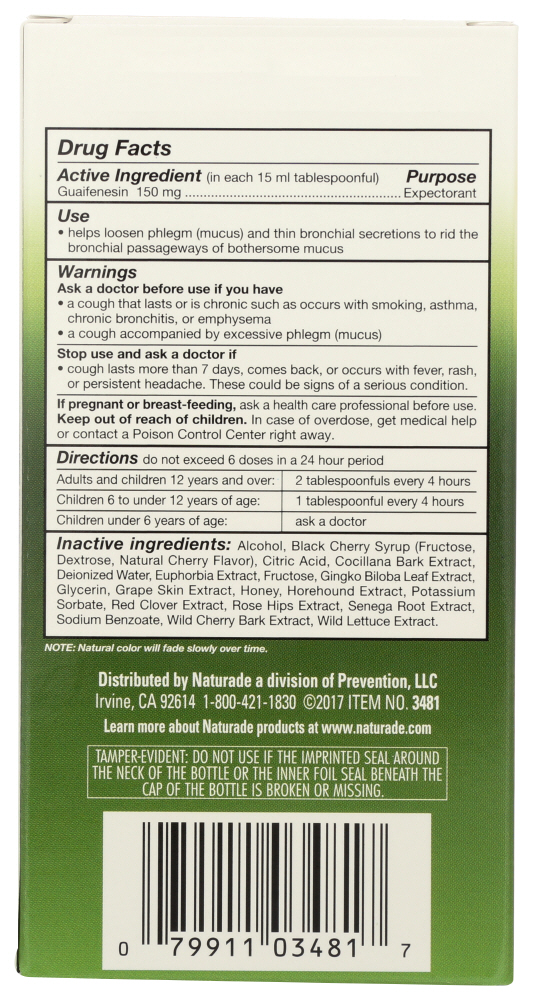 Drug Facts
Active Ingredient (in each 15 ml tablespoonful) Purpose
Guaifenesin 150 mg ........................................................ Expectorant
Use
• helps loosen phlegm (mucus) and thin bronchial secretions to rid the
bronchial passageways of bothersome mucus
Warnings
Ask a doctor before use if you have
• a cough that lasts or is chronic such as occurs with smoking, asthma,
chronic bronchitis, or emphysema
• a cough accompanied by excessive phlegm (mucus)
Stop use and ask a doctor if
• cough lasts more than 7 days, comes back, or occurs with fever, rash,
or persistent headache. These could be signs of a serious condition.
If pregnant or breast-feeding, ask a health care professional before use.
Keep out of reach of children. In case of overdose, get medical help
or contact a Poison Control Center right away.
Directions do not exceed 6 doses in a 24 hour period
Adults and children 12 years and over: 2 tablespoonfuls every 4 hours
Children 6 to under 12 years of age: 1 tablespoonful every 4 hours
Children under 6 years of age: ask a doctor
Inactive ingredients: Alcohol, Black Cherry Syrup (Fructose,
Dextrose, Natural Cherry Flavor), Citric Acid, Cocillana Bark Extract,
Deionized Water, Euphorbia Extract, Fructose, Gingko Biloba Leaf Extract,
Glycerin, Grape Skin Extract, Honey, Horehound Extract, Potassium
Sorbate, Red Clover Extract, Rose Hips Extract, Senega Root Extract,
Sodium Benzoate, Wild Cherry Bark Extract, Wild Lettuce Extract.
NOTE: Natural color will fade slowly over time.
Distributed by Naturade a division of Prevention, LLC
Irvine, CA 92614 1-800-421-1830 ©2017 ITEM NO. 3481
Learn more about Naturade products at www.naturade.com
TAMPER-EVIDENT: DO NOT USE IF THE IMPRINTED SEAL AROUND
THE NECK OF THE BOTTLE OR THE INNER FOIL SEAL BENEATH THE
CAP OF THE BOTTLE IS BROKEN OR MISSING.
0 79911 03481 7